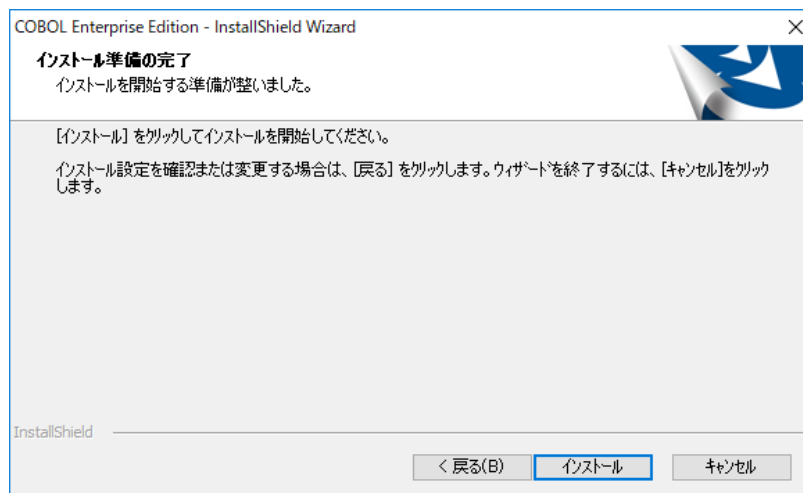 COBOL Enterprise Edition - InstallShield Wizard
インストール準備の完了
インストールを開始する準備が整いました。
[インストール] をクリックしてインストールを開始してください。
インストール設定を確認または変更する場合は、[戻る] をクリックします。ウィザードを終了するには、[キャンセル]をクリック
します。
InstallShield
< 戻る(B)
インストール
キャンセル